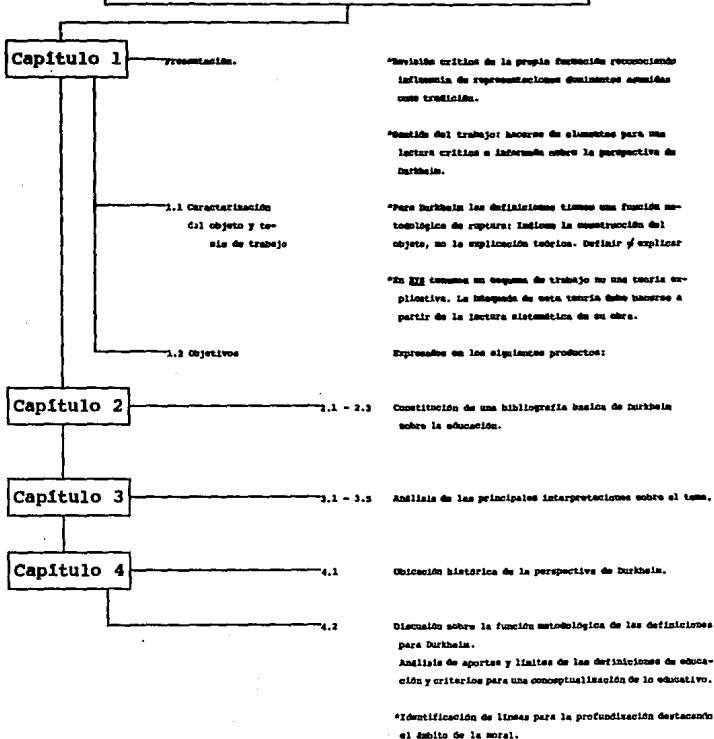 Capítulo 1
Presentación.
*Revisión crítica de la propia formación reconociendo
influencia de representaciones dominantes asumidas
como tradición.
*Sentido del trabajo: hacerse de elementos para una
lectura crítica e informada sobre la perspectiva de
Durkheim.
1.1 Caracterización
del objeto y te-
sis de trabajo
*Para Durkheim las definiciones tienen una función me-
todológica de ruptura: Indican la construcción del
objeto, no la explicación teórica. Definir ≠ explicar
*En EYS tenemos un esquema de trabajo no una teoría ex-
plicativa. La búsqueda de esta teoría debe hacerse a
partir de la lectura sistemática de su obra.
1.2 Objetivos
Expresados en los siguientes productos:
Capítulo 2
2.1 - 2.3
Constitución de una bibliografía basica de Durkheim
sobre la educación.
Capítulo 3
3.1 - 3.5
Análisis de las principales interpretaciones sobre el tema.
Capítulo 4
4.1
Ubicación histórica de la perspectiva de Durkheim.
4.2
Discusión sobre la función metodológica de las definiciones
para Durkheim.
Análisis de aportes y límites de las definiciones de educa-
ción y criterios para una conceptualización de lo educativo.
*Identificación de líneas para la profundización destacando
el ámbito de la moral.